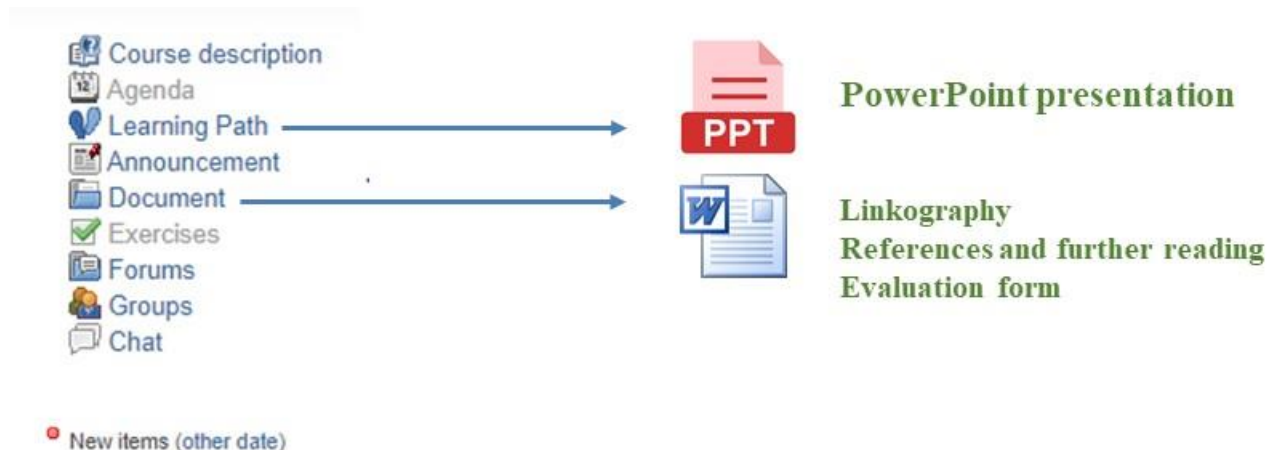 Course description
12
Agenda
Learning Path
Announcement
Document
Exercises
Forums
Groups
Chat
New items (other date)
PPT
PowerPoint presentation
W
Linkography
References and further reading
Evaluation form